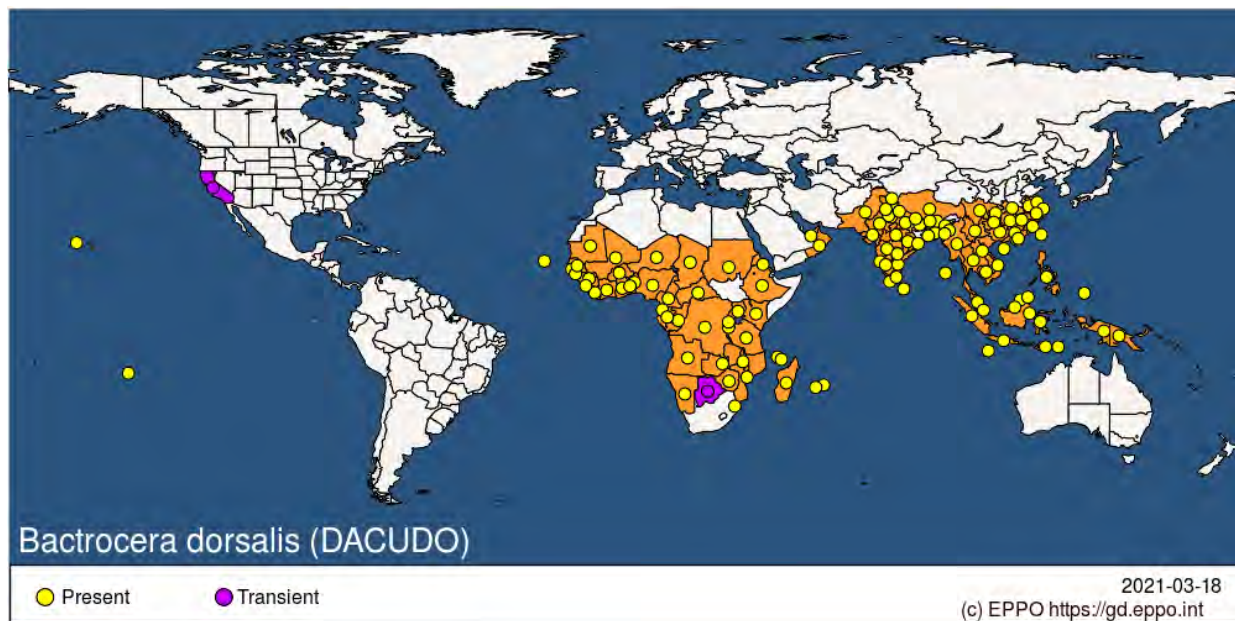 Bactrocera dorsalis (DACUDO)
Present
Transient
2021-03-18
(c) EPPO https://gd.eppo.int